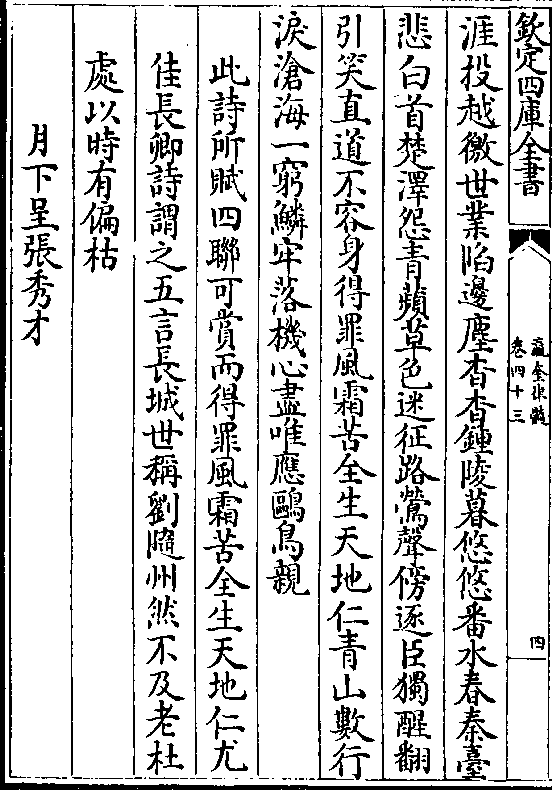 欽定四庫全書
瀛奎律髓
卷四十三
四
涯投越徼世業陷邊塵杳杳鍾陵暮悠悠番水春秦臺
悲白首楚澤怨青蘋草色迷征路鶯聲傍逐臣獨醒翻
引笑直道不容身得罪風霜苦全生天地仁青山數行
淚滄海一窮鱗牢落機心盡唯應鷗鳥親
此詩所賦四聯可賞而得罪風霜苦全生天地仁尤
佳長卿詩謂之五言長城世稱劉隨州然不及老杜
處以時有偏枯
月下呈張秀才